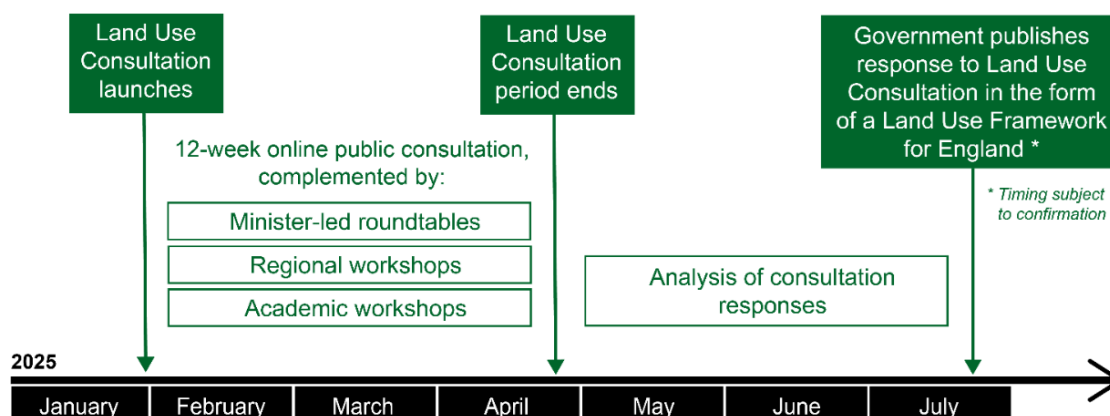 Land Use
Consultation
launches
Land Use
Consultation
period ends
Government publishes
response to Land Use
Consultation in the form
of a Land Use Framework
for England *
12-week online public consultation,
complemented by:
Minister-led roundtables
Regional workshops
Academic workshops
* Timing subject
to confirmation
Analysis of consultation
responses
2025
January February March April May June July